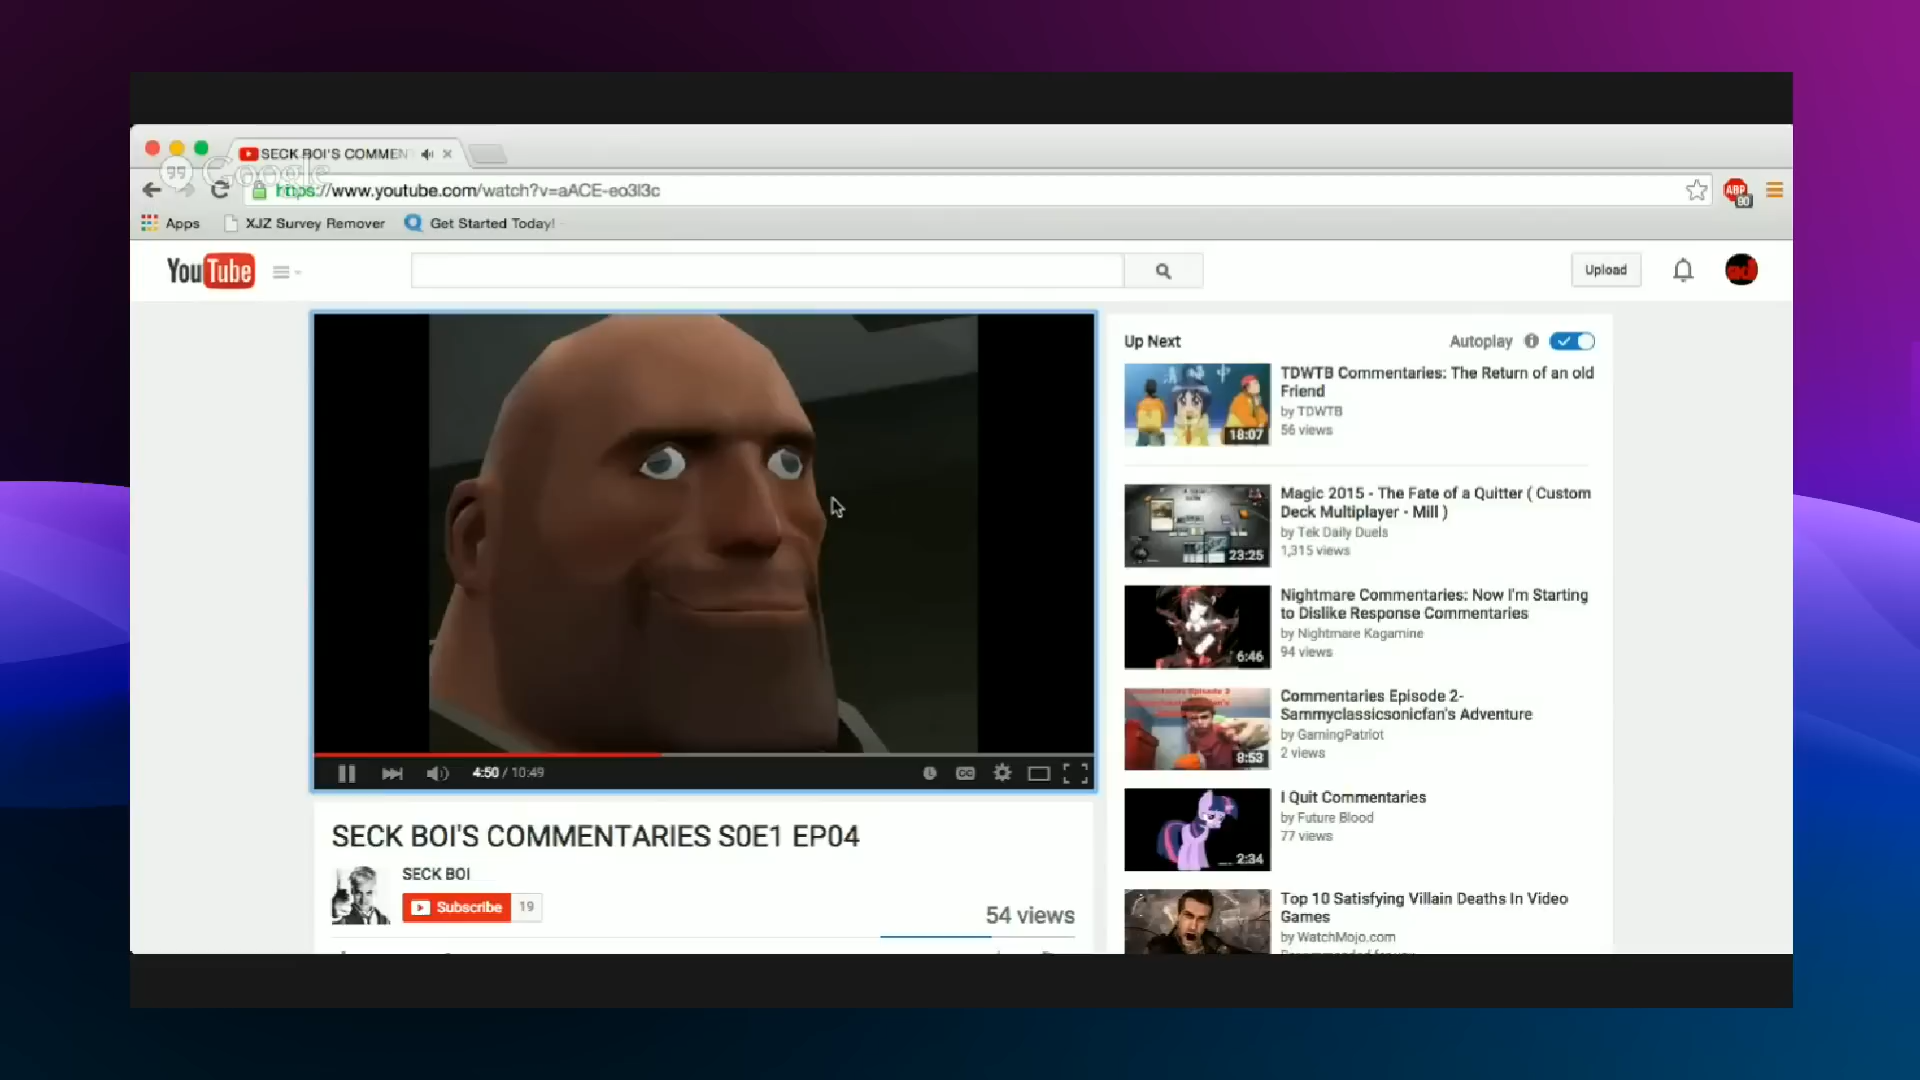 SECK BOI'S COMMEN
Google
https://www.youtube.com/watch?v=aACE-eo3l3c
ABP
90
Apps
XJZ Survey Remover
Get Started Today!
YouTube
Upload
Up Next
Autoplay
TDWTB Commentaries: The Return of an old
Friend
by TDWTB
56 views
18:07
Magic 2015 - The Fate of a Quitter ( Custom
Deck Multiplayer - Mill )
by Tek Daily Duels
1,315 views
23:25
Nightmare Commentaries: Now I'm Starting
to Dislike Response Commentaries
by Nightmare Kagamine
94 views
6:46
Commentaries Episode 2-
Sammyclassicsonicfan's Adventure
by GamingPatriot
2 views
8:53
I Quit Commentaries
by Future Blood
77 views
2:34
Top 10 Satisfying Villain Deaths In Video
Games
by WatchMojo.com
4:50 / 10:49
CC
SECK BOI'S COMMENTARIES S0E1 EP04
SECK BOI
Subscribe
19
54 views